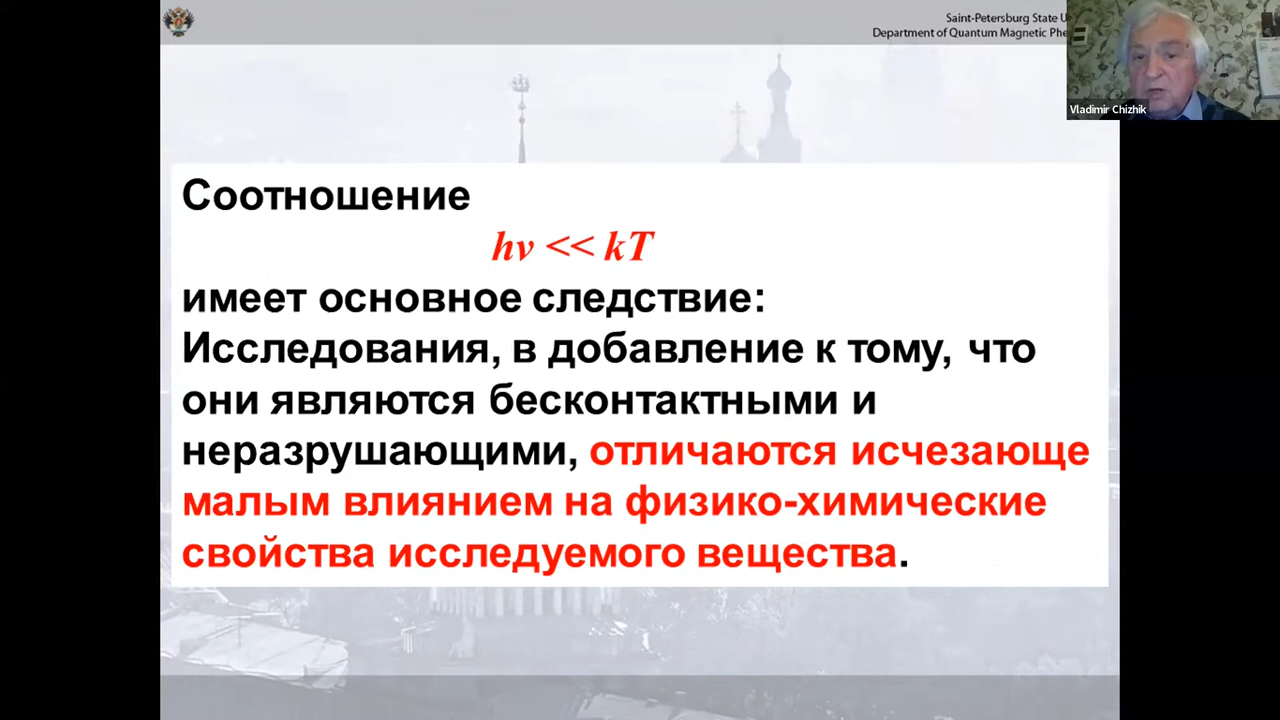 Saint-Petersburg State U
Department of Quantum Magnetic Phe
Vladimir Chizhik
Соотношение
hν << kT
имеет основное следствие:
Исследования, в добавление к тому, что
они являются бесконтактными и
неразрушающими, отличаются исчезающе
малым влиянием на физико-химические
свойства исследуемого вещества.